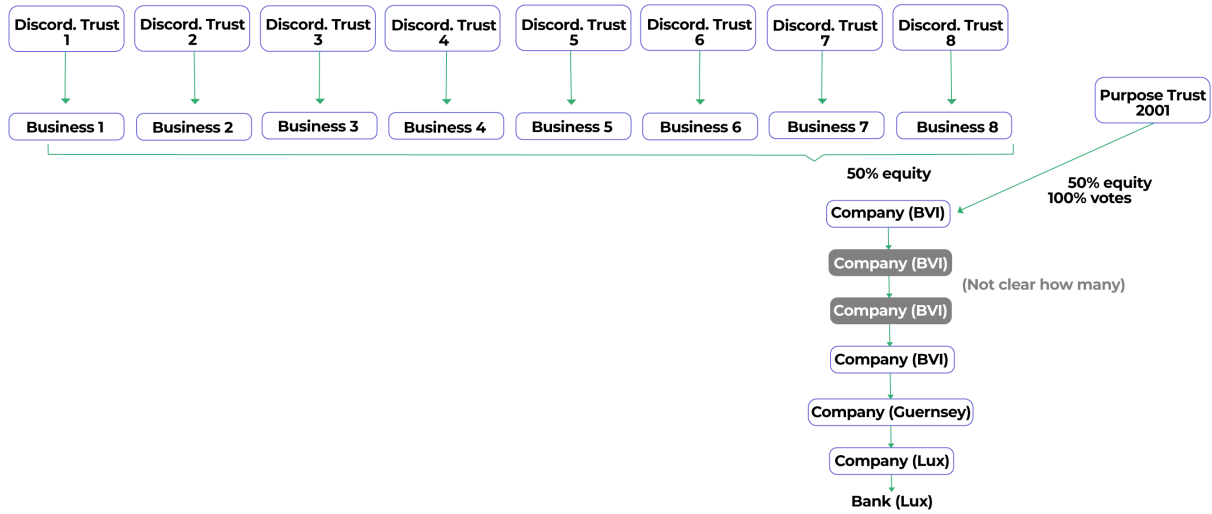 Discord. Trust
1
Discord. Trust
2
Discord. Trust
3
Discord. Trust
4
Discord. Trust
5
Discord. Trust
6
Discord. Trust
7
Discord. Trust
8
Business 1
Business 2
Business 3
Business 4
Business 5
Business 6
Business 7
Business 8
Purpose Trust
2001
50% equity
50% equity
100% votes
Company (BVI)
Company (BVI)
(Not clear how many)
Company (BVI)
Company (BVI)
Company (Guernsey)
Company (Lux)
Bank (Lux)